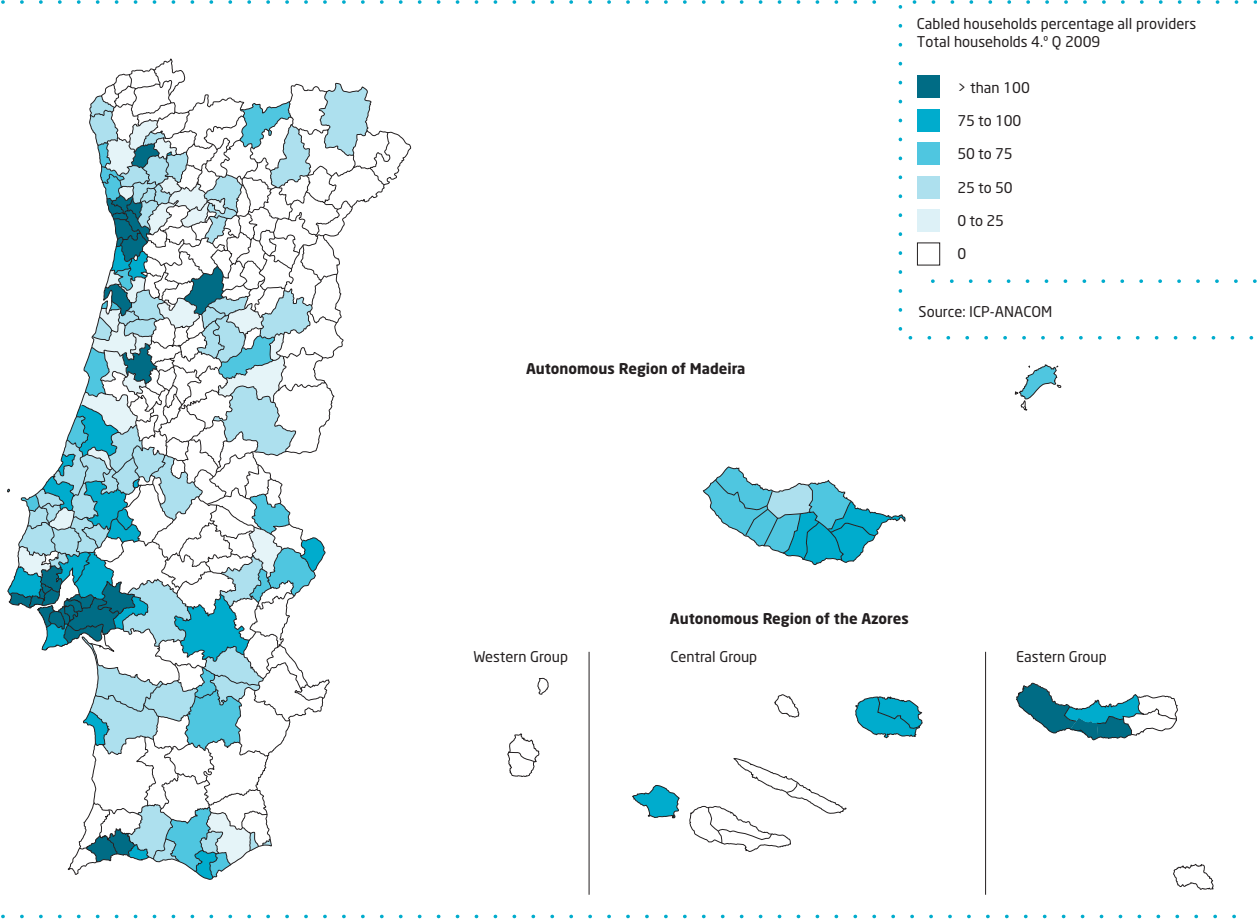 Cabled households percentage all providers
Total households 4.º Q 2009
> than 100
75 to 100
50 to 75
25 to 50
0 to 25
0
Source: ICP-ANACOM
Autonomous Region of Madeira
Autonomous Region of the Azores
Western Group
Central Group
Eastern Group